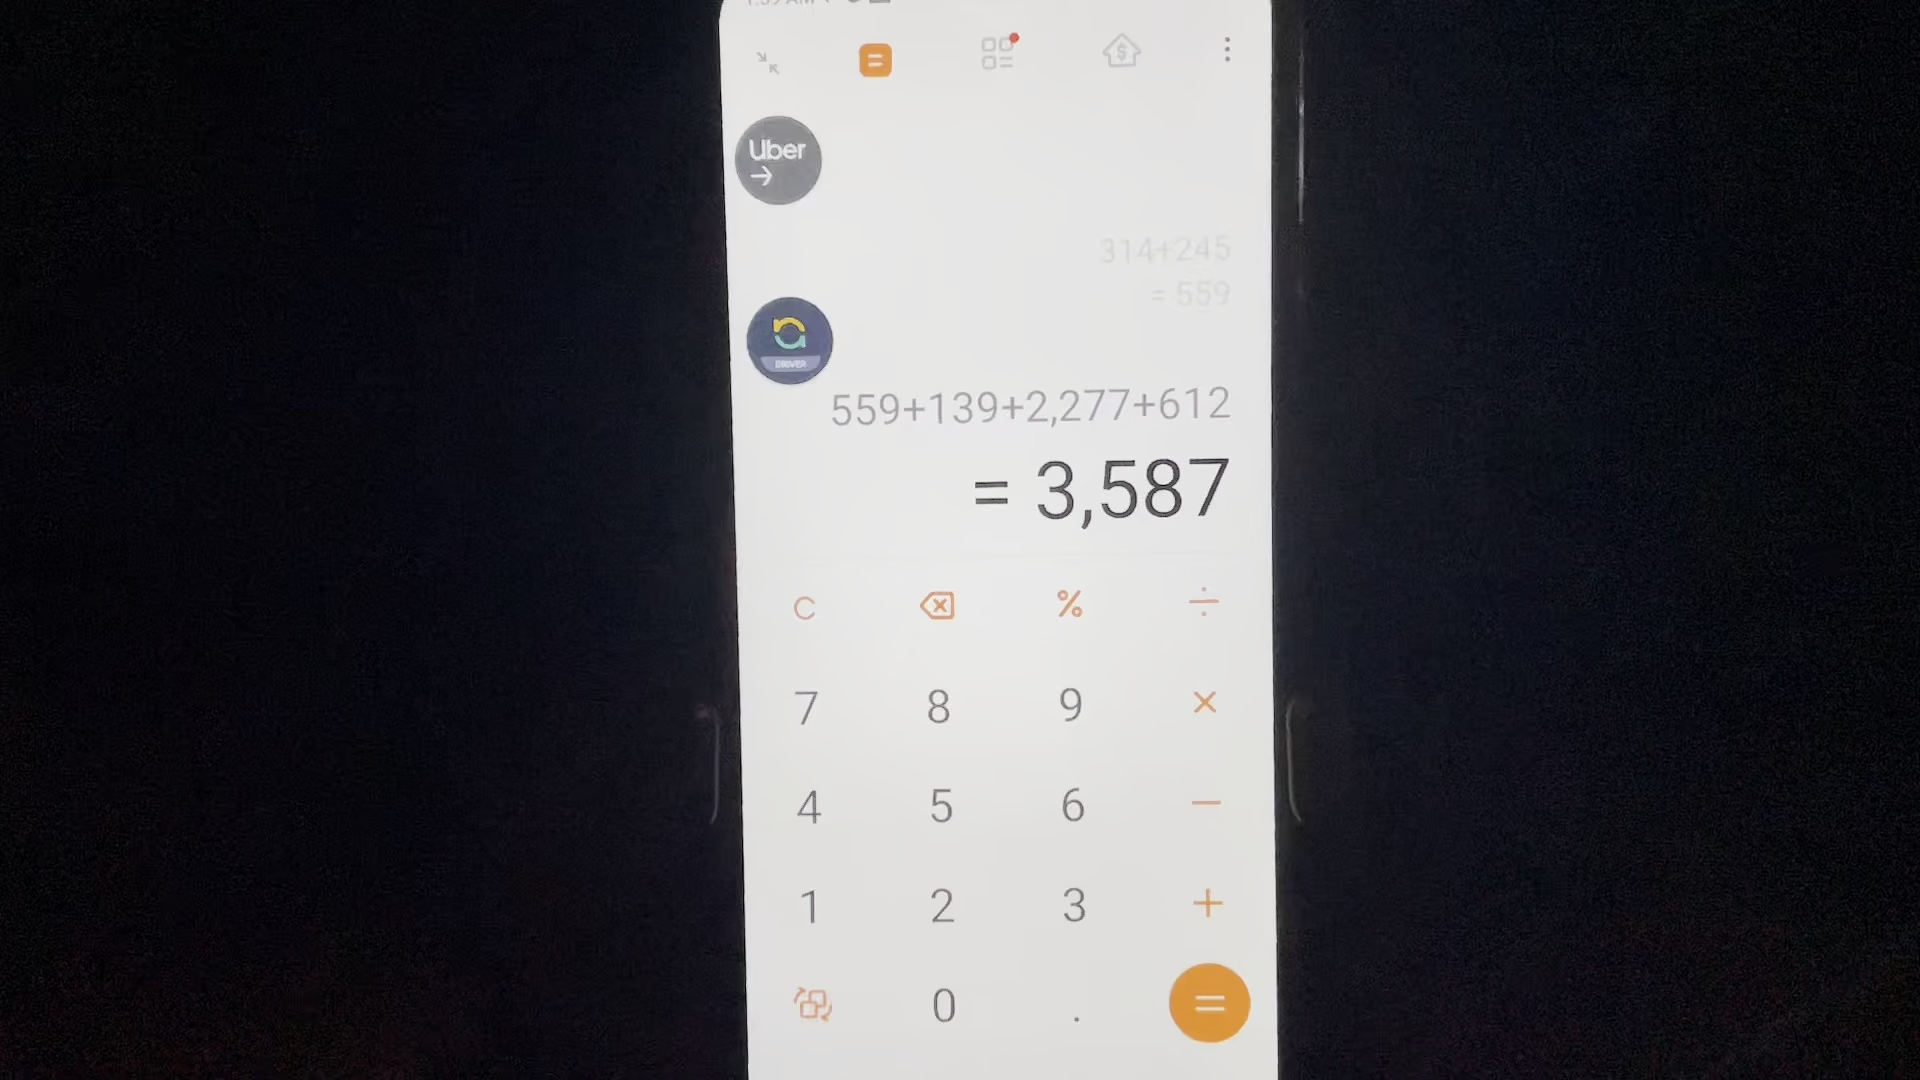 Uber
314+245
= 559
DRIVER
559+139+2,277+612
= 3,587
C % ÷
7 8 9 ×
4 5 6 −
1 2 3 +
0 . =